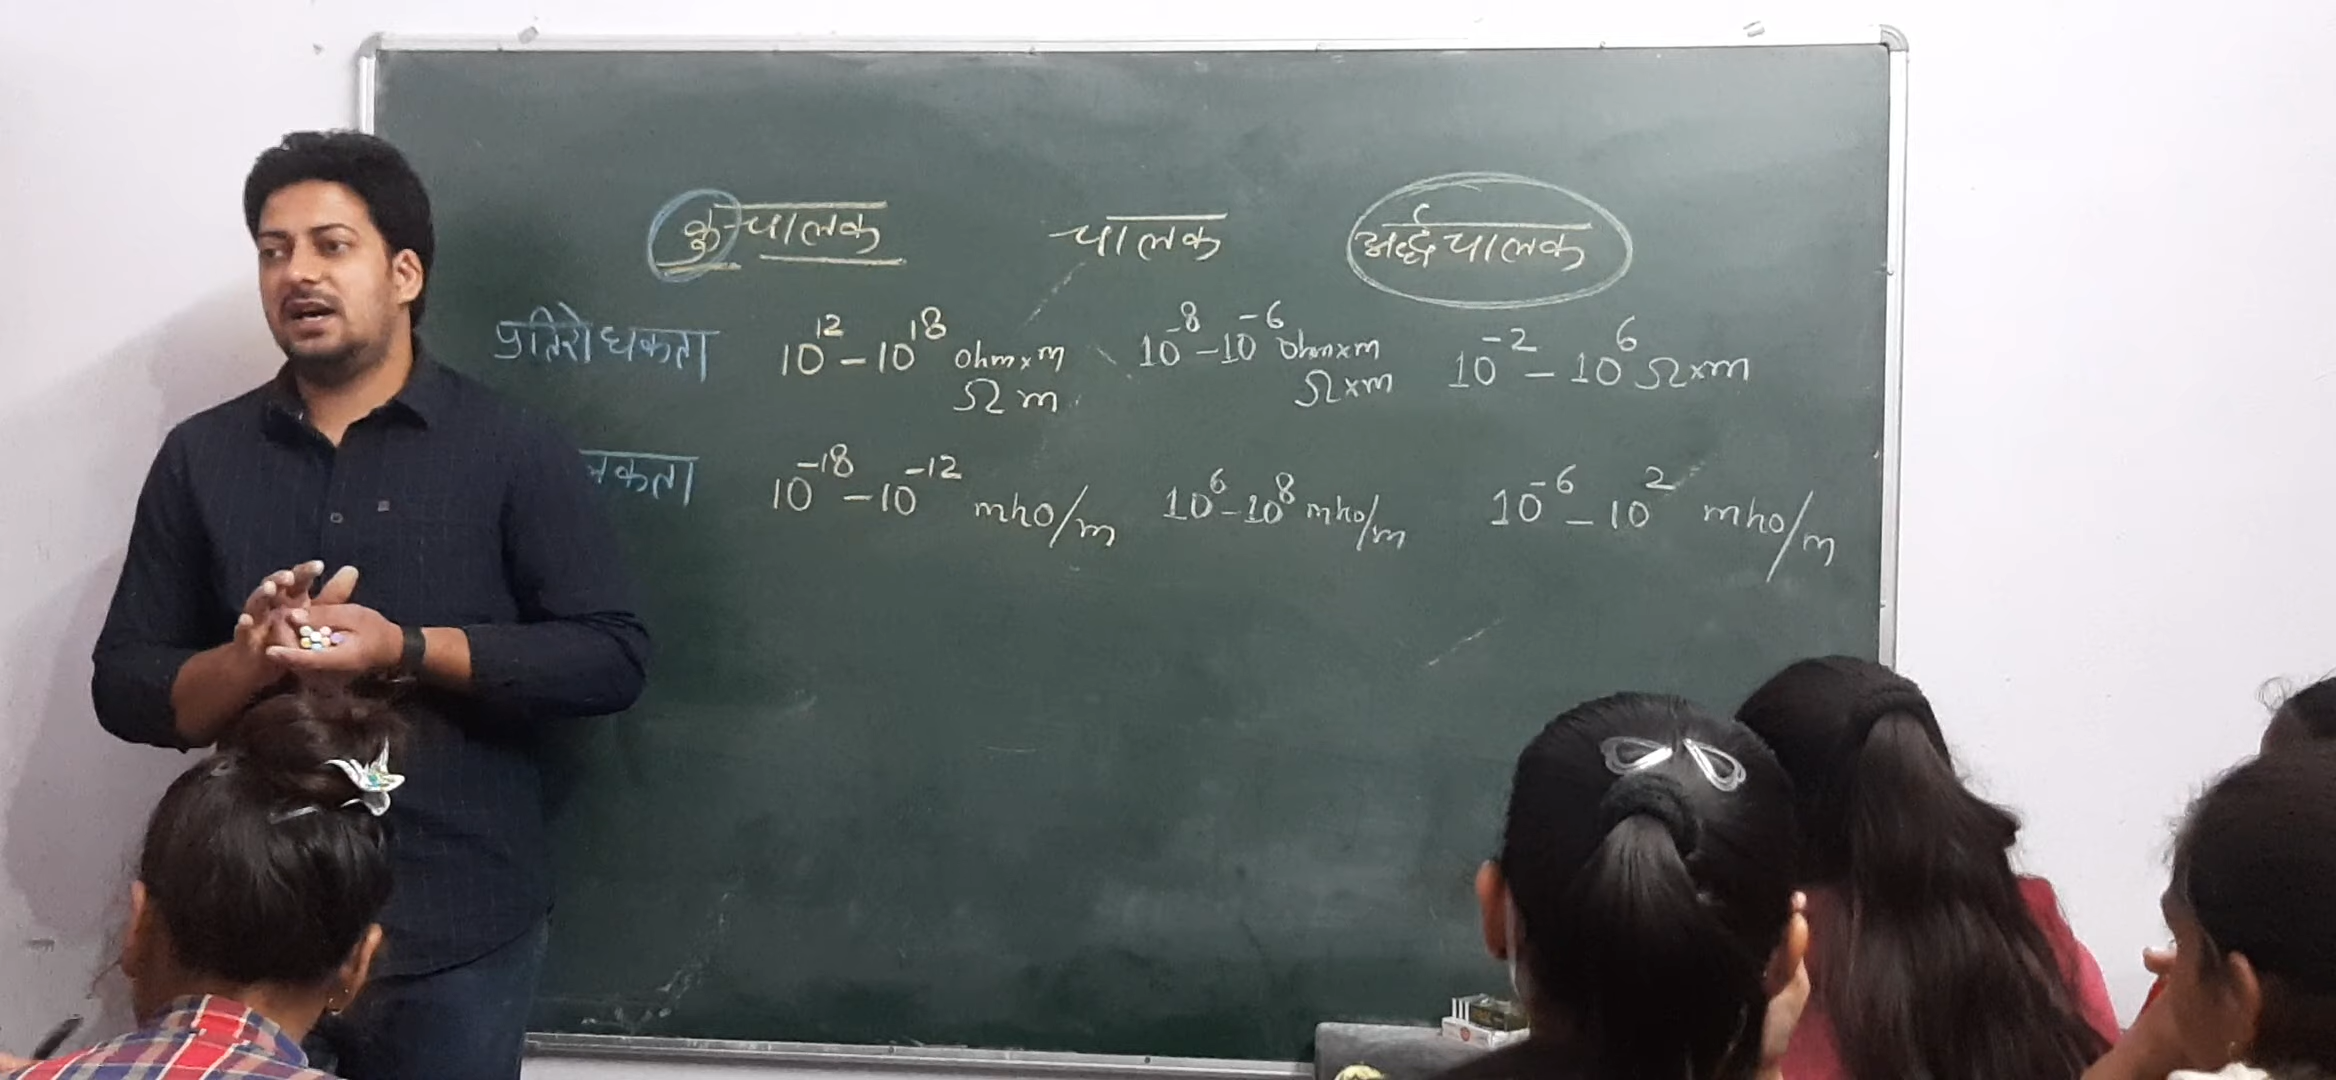 कुचालक चालक अर्द्धचालक
प्रतिरोधकता 10¹² – 10¹⁸ ohm×m 10⁻⁸ – 10⁻⁶ ohm×m 10⁻² – 10⁶ Ω×m
Ωm Ω×m
लकता 10⁻¹⁸ – 10⁻¹² mho/m 10⁶ – 10⁸ mho/m 10⁻⁶ – 10² mho/m